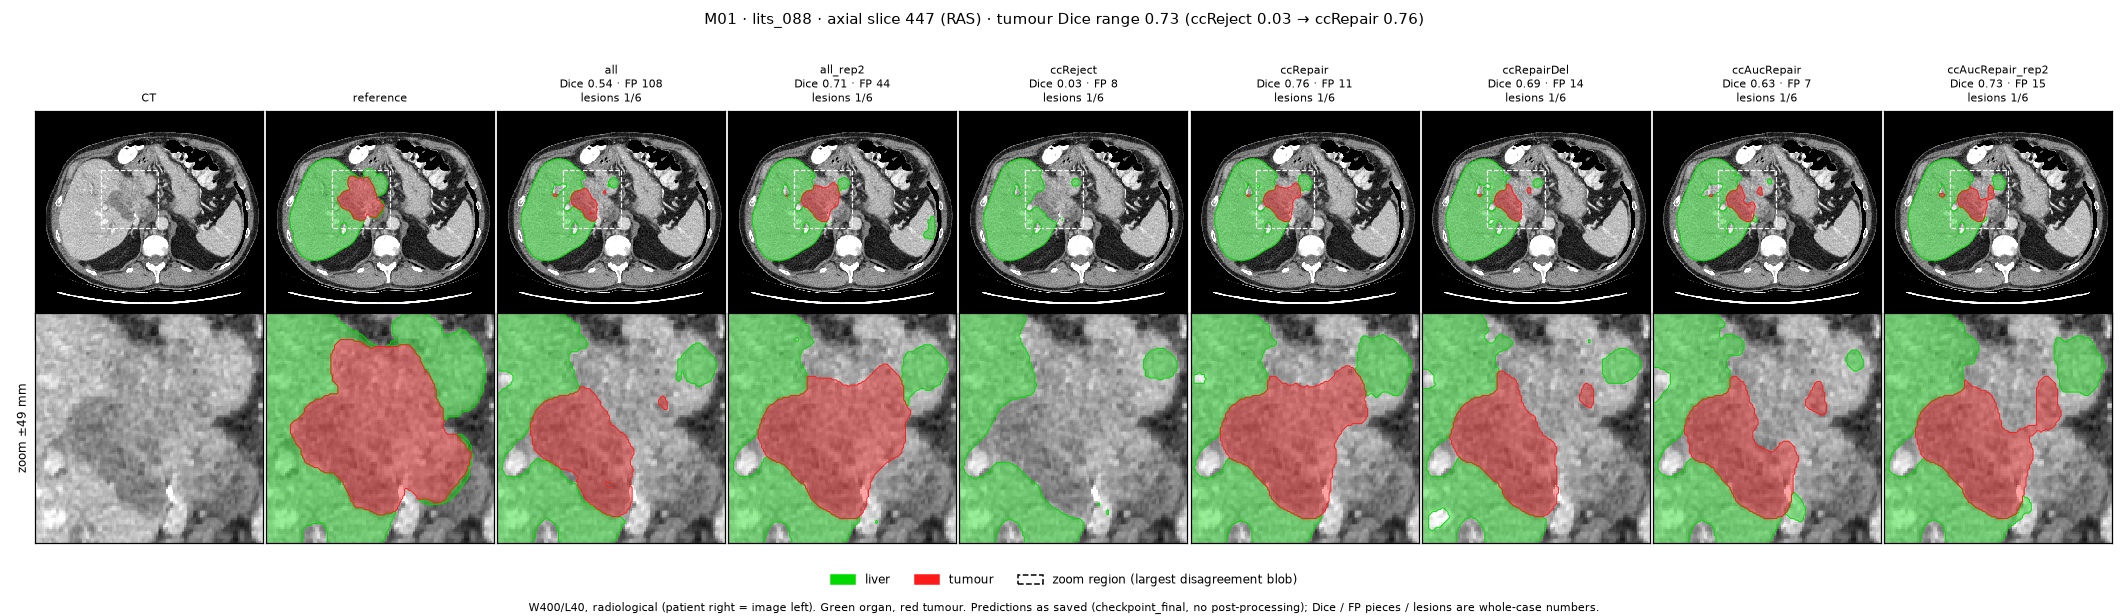 M01 · lits_088 · axial slice 447 (RAS) · tumour Dice range 0.73 (ccReject 0.03 → ccRepair 0.76)
CT
reference
all
Dice 0.54 · FP 108
lesions 1/6
all_rep2
Dice 0.71 · FP 44
lesions 1/6
ccReject
Dice 0.03 · FP 8
lesions 1/6
ccRepair
Dice 0.76 · FP 11
lesions 1/6
ccRepairDel
Dice 0.69 · FP 14
lesions 1/6
ccAucRepair
Dice 0.63 · FP 7
lesions 1/6
ccAucRepair_rep2
Dice 0.73 · FP 15
lesions 1/6
zoom ±49 mm
liver
tumour
zoom region (largest disagreement blob)
W400/L40, radiological (patient right = image left). Green organ, red tumour. Predictions as saved (checkpoint_final, no post-processing); Dice / FP pieces / lesions are whole-case numbers.